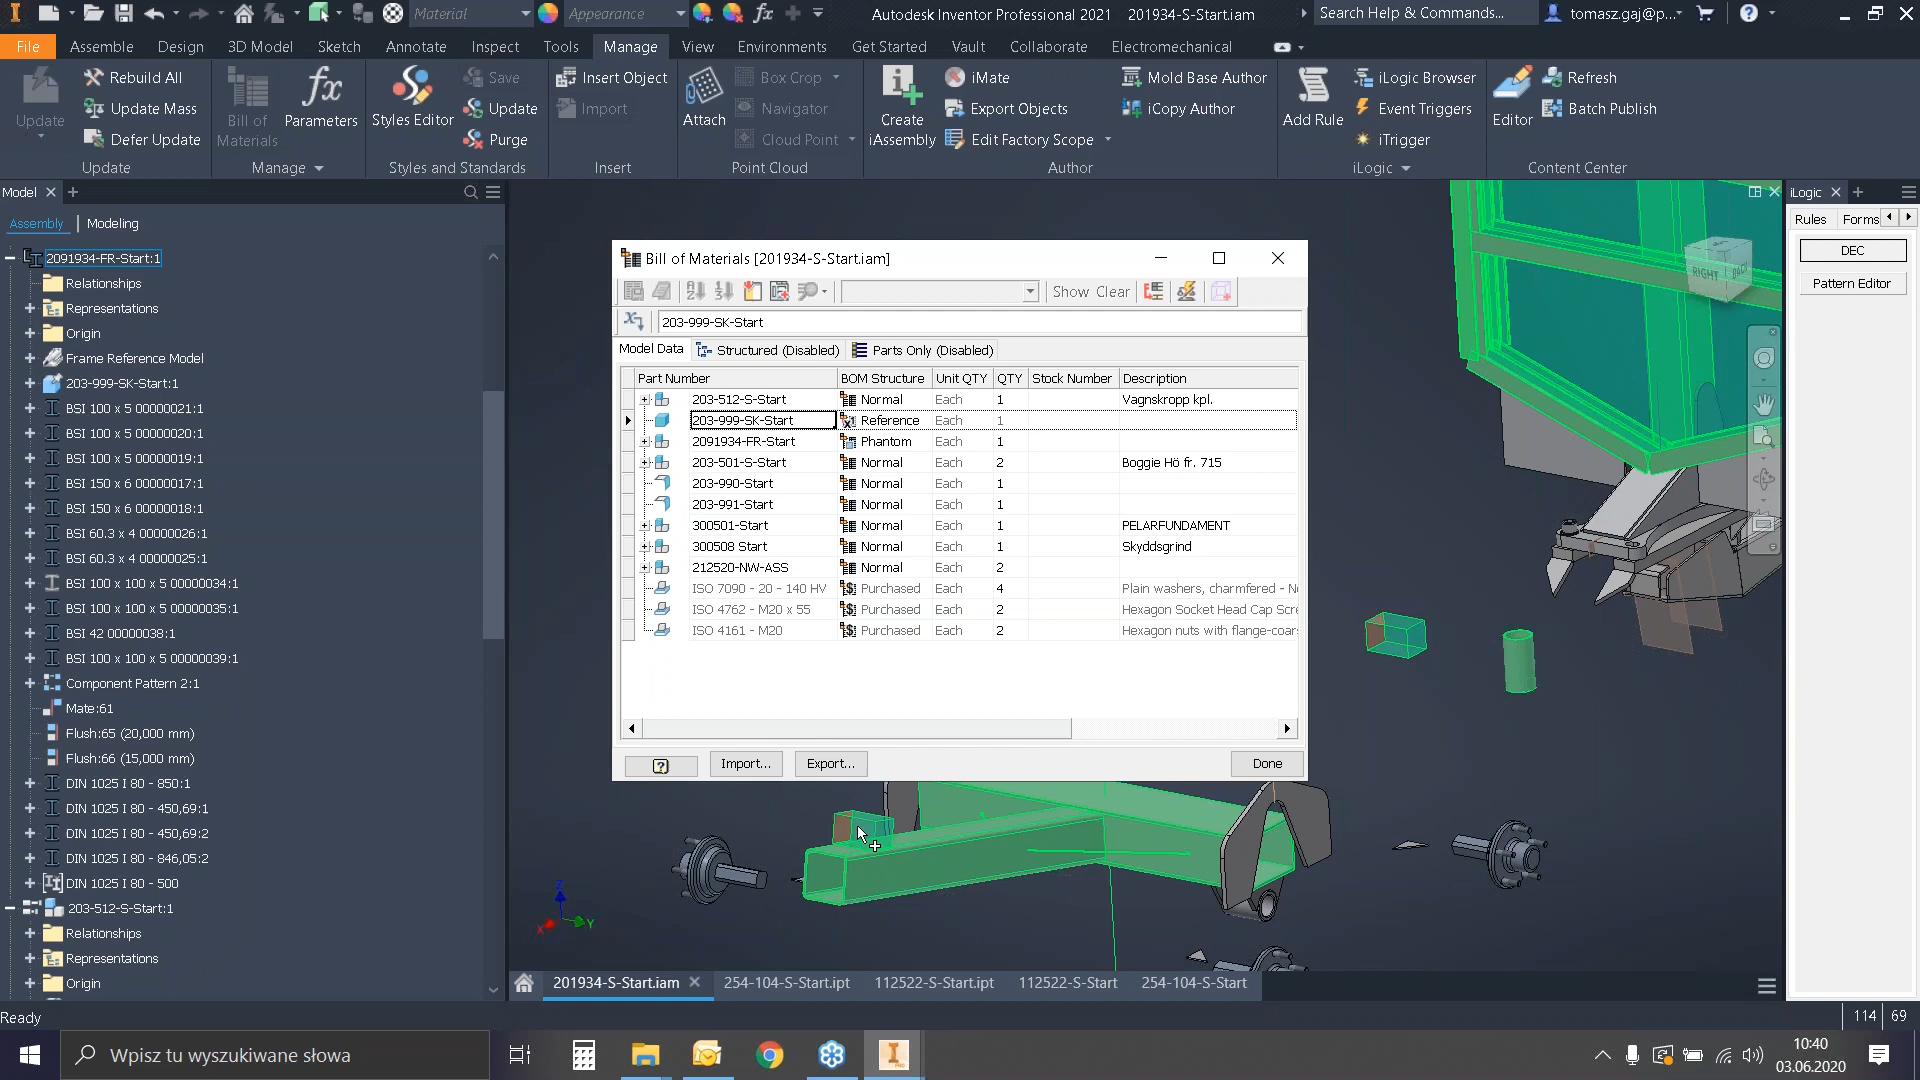 Material
Appearance
Autodesk Inventor Professional 2021 201934-S-Start.iam
Search Help & Commands...
tomasz.gaj@p...
File Assemble Design 3D Model Sketch Annotate Inspect Tools Manage View Environments Get Started Vault Collaborate Electromechanical
Update
Rebuild All
Update Mass
Defer Update
Update
Bill of Materials
Parameters
Manage
Styles Editor
Save
Update
Purge
Styles and Standards
Insert Object
Import
Insert
Attach
Box Crop
Navigator
Cloud Point
Point Cloud
Create iAssembly
iMate
Export Objects
Edit Factory Scope
Mold Base Author
iCopy Author
Author
Add Rule
iLogic Browser
Event Triggers
iTrigger
iLogic
Editor
Refresh
Batch Publish
Content Center
Model
Assembly | Modeling
2091934-FR-Start:1
Relationships
Representations
Origin
Frame Reference Model
203-999-SK-Start:1
BSI 100 x 5 00000021:1
BSI 100 x 5 00000020:1
BSI 100 x 5 00000019:1
BSI 150 x 6 00000017:1
BSI 150 x 6 00000018:1
BSI 60.3 x 4 00000026:1
BSI 60.3 x 4 00000025:1
BSI 100 x 100 x 5 00000034:1
BSI 100 x 100 x 5 00000035:1
BSI 42 00000038:1
BSI 100 x 100 x 5 00000039:1
Component Pattern 2:1
Mate:61
Flush:65 (20,000 mm)
Flush:66 (15,000 mm)
DIN 1025 I 80 - 850:1
DIN 1025 I 80 - 450,69:1
DIN 1025 I 80 - 450,69:2
DIN 1025 I 80 - 846,05:2
DIN 1025 I 80 - 500
203-512-S-Start:1
Relationships
Representations
Origin
Bill of Materials [201934-S-Start.iam]
Show Clear
203-999-SK-Start
Model Data Structured (Disabled) Parts Only (Disabled)
Part Number BOM Structure Unit QTY QTY Stock Number Description
203-512-S-Start Normal Each 1 Vagnskropp kpl.
203-999-SK-Start Reference Each 1
2091934-FR-Start Phantom Each 1
203-501-S-Start Normal Each 2 Boggie Hö fr. 715
203-990-Start Normal Each 1
203-991-Start Normal Each 1
300501-Start Normal Each 1 PELARFUNDAMENT
300508 Start Normal Each 1 Skyddsgrind
212520-NW-ASS Normal Each 2
ISO 7090 - 20 - 140 HV Purchased Each 4 Plain washers, charmfered - N
ISO 4762 - M20 x 55 Purchased Each 2 Hexagon Socket Head Cap Scre
ISO 4161 - M20 Purchased Each 2 Hexagon nuts with flange-coar
Import... Export... Done
RIGHT BACK
iLogic
Rules Forms
DEC
Pattern Editor
Z
X
Y
201934-S-Start.iam 254-104-S-Start.ipt 112522-S-Start.ipt 112522-S-Start 254-104-S-Start
Ready
114 69
Wpisz tu wyszukiwane słowa
10:40
03.06.2020